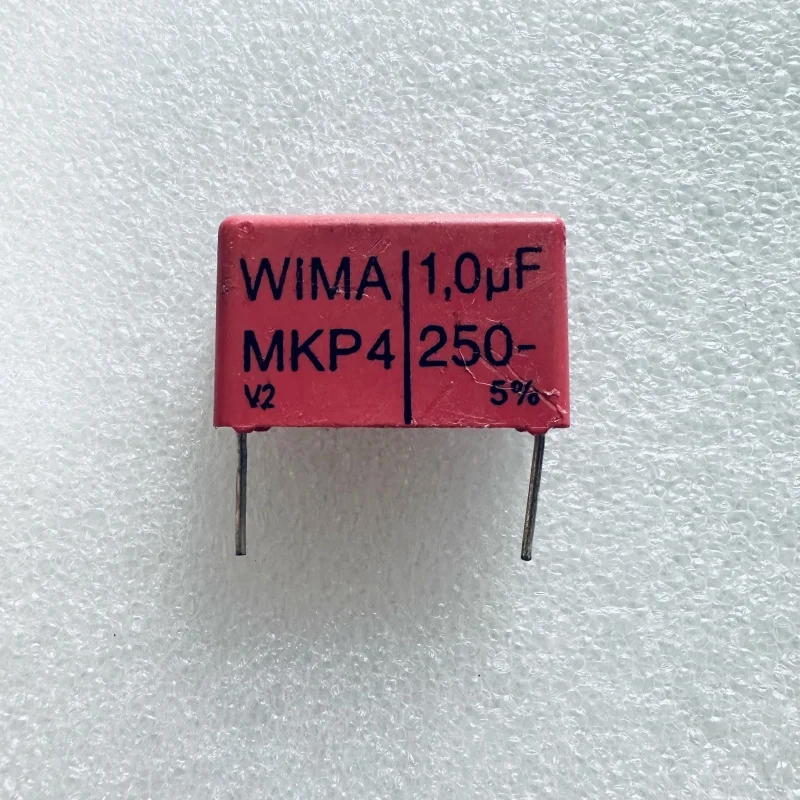 WIMA
MKP4
V2
1,0µF
250-
5%